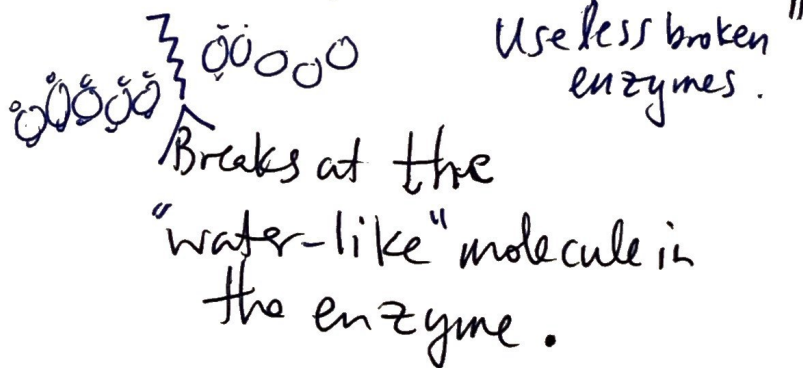 Useless broken"
enzymes.
Breaks at the
"water-like" molecule in
the enzyme.